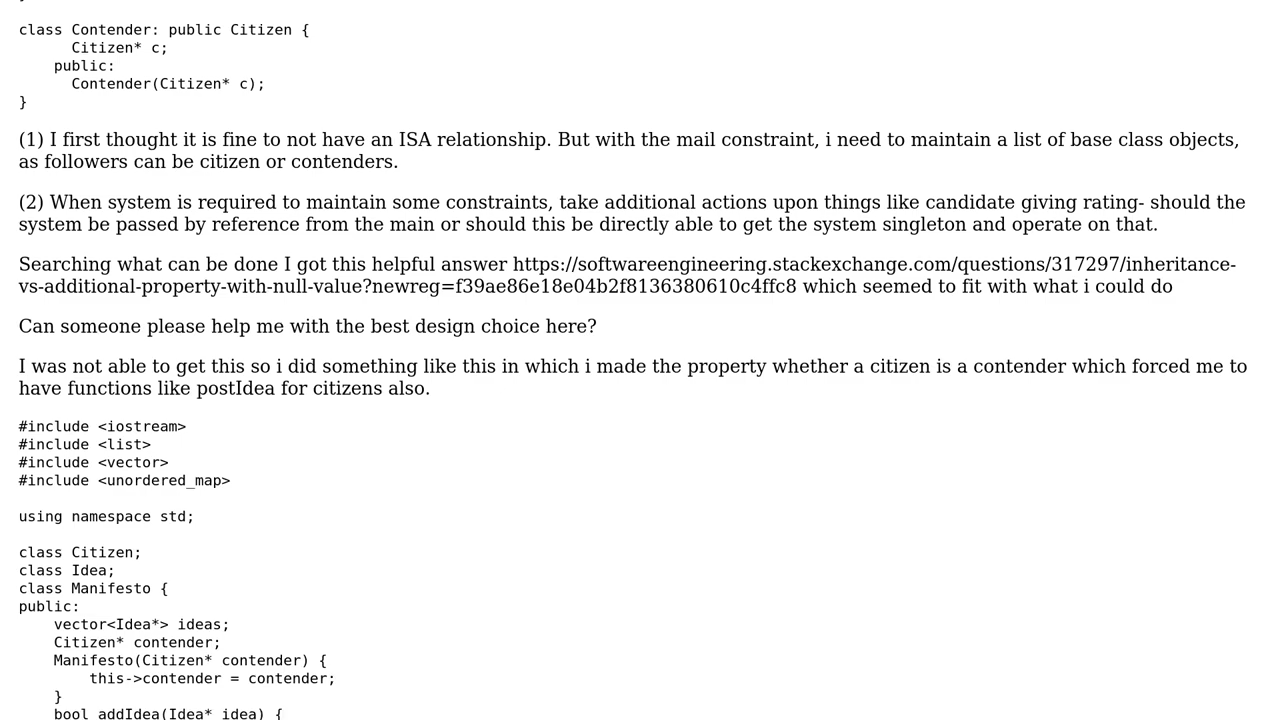 class Contender: public Citizen {
      Citizen* c;
    public:
      Contender(Citizen* c);
}
(1) I first thought it is fine to not have an ISA relationship. But with the mail constraint, i need to maintain a list of base class objects,
as followers can be citizen or contenders.
(2) When system is required to maintain some constraints, take additional actions upon things like candidate giving rating- should the
system be passed by reference from the main or should this be directly able to get the system singleton and operate on that.
Searching what can be done I got this helpful answer https://softwareengineering.stackexchange.com/questions/317297/inheritance-
vs-additional-property-with-null-value?newreg=f39ae86e18e04b2f8136380610c4ffc8 which seemed to fit with what i could do
Can someone please help me with the best design choice here?
I was not able to get this so i did something like this in which i made the property whether a citizen is a contender which forced me to
have functions like postIdea for citizens also.
#include <iostream>
#include <list>
#include <vector>
#include <unordered_map>
using namespace std;
class Citizen;
class Idea;
class Manifesto {
public:
    vector<Idea*> ideas;
    Citizen* contender;
    Manifesto(Citizen* contender) {
        this->contender = contender;
    }
    bool addIdea(Idea* idea) {